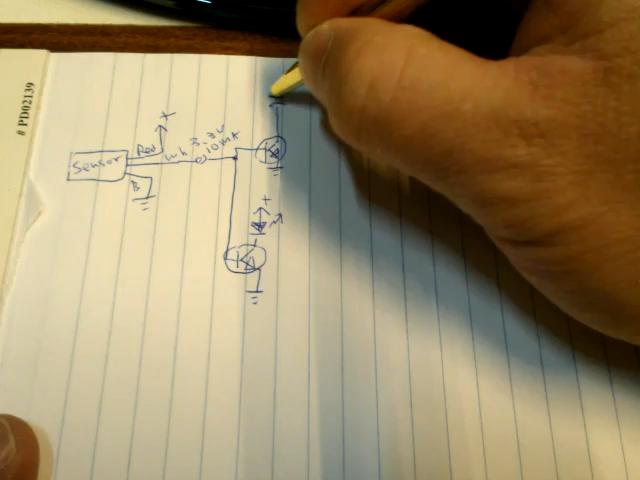 # PD02139
Sensor
Red
+
Wh
3.3V
10mA
B
+